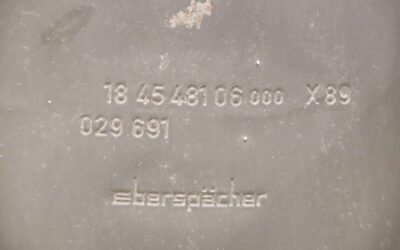 18 45 481 06 000 X 89
029 691
eberspächer